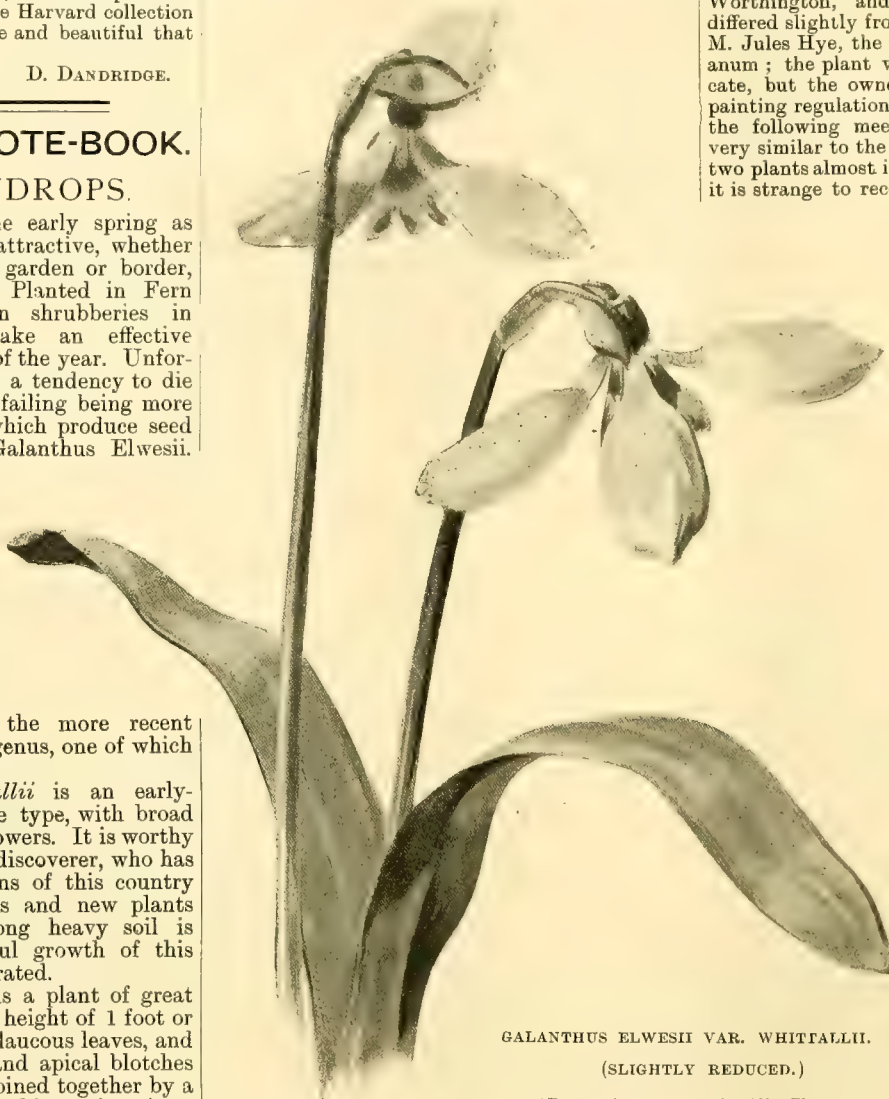 e Harvard collection
e and beautiful that
D. DANDRIDGE.
OTE-BOOK.
DROPS.
e early spring as
attractive, whether
garden or border,
Planted in Fern
n shrubberies in
ake an effective
of the year. Unfor-
a tendency to die
failing being more
which produce seed
Galanthus Elwesii.
the more recent
genus, one of which
llii is an early-
e type, with broad
owers. It is worthy
discoverer, who has
ns of this country
s and new plants
ong heavy soil is
ul growth of this
rated.
s a plant of great
height of 1 foot or
laucous leaves, and
and apical blotches
oined together by a
Worthington, and
differed slightly fro
M. Jules Hye, the
anum ; the plant v
cate, but the owne
painting regulation
the following mee
very similar to the
two plants almost i
it is strange to rec
GALANTHUS ELWESII VAR. WHITTALLII.
(SLIGHTLY REDUCED.)